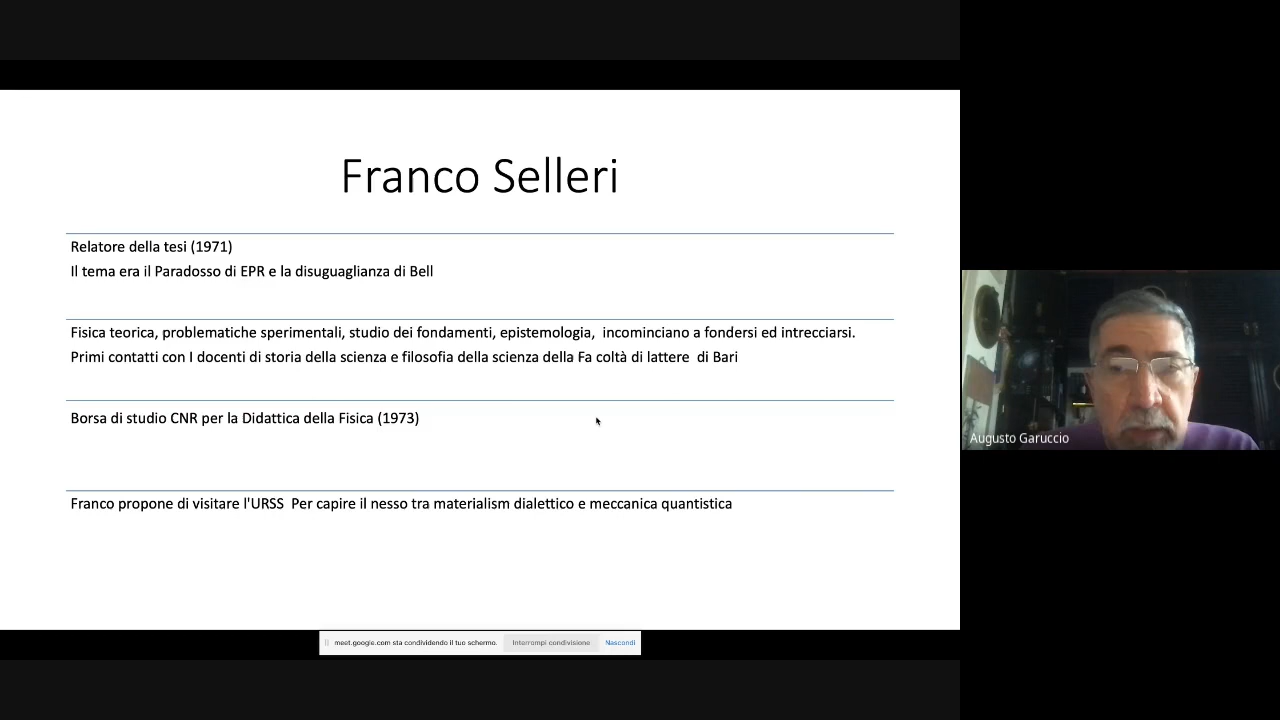 Franco Selleri
Relatore della tesi (1971)
Il tema era il Paradosso di EPR e la disuguaglianza di Bell
Fisica teorica, problematiche sperimentali, studio dei fondamenti, epistemologia,  incominciano a fondersi ed intrecciarsi.
Primi contatti con I docenti di storia della scienza e filosofia della scienza della Fa coltà di lattere  di Bari
Borsa di studio CNR per la Didattica della Fisica (1973)
Franco propone di visitare l'URSS  Per capire il nesso tra materialism dialettico e meccanica quantistica
Augusto Garuccio
meet.google.com sta condividendo il tuo schermo.
Interrompi condivisione
Nascondi